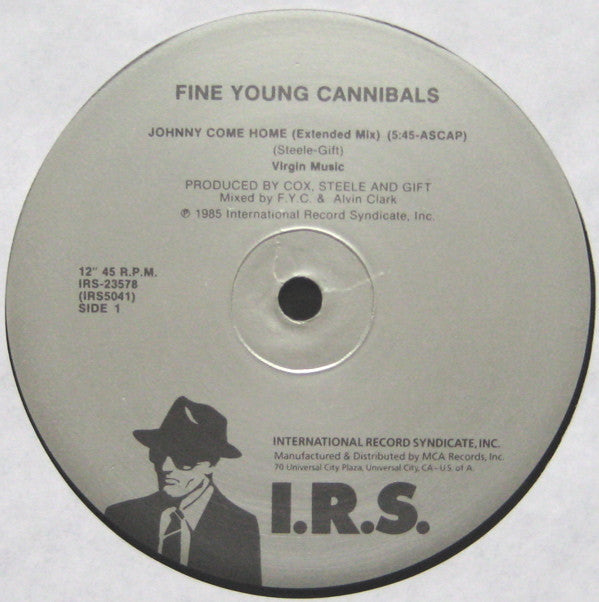 FINE YOUNG CANNIBALS
JOHNNY COME HOME (Extended Mix) (5:45-ASCAP)
(Steele-Gift)
Virgin Music
PRODUCED BY COX, STEELE AND GIFT
Mixed by F.Y.C. & Alvin Clark
℗ 1985 International Record Syndicate, Inc.
12" 45 R.P.M.
IRS-23578
(IRS5041)
SIDE 1
INTERNATIONAL RECORD SYNDICATE, INC.
Manufactured & Distributed by MCA Records, Inc.
70 Universal City Plaza, Universal City, CA-U.S. of A.
I.R.S.